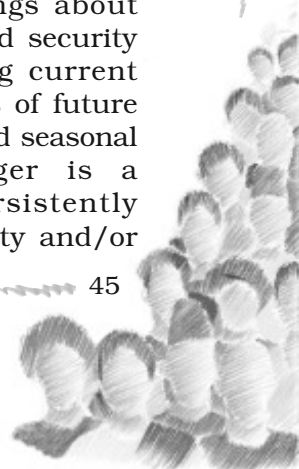 ngs about
d security
g current
of future
d seasonal
ger is a
rsistently
ty and/or
45